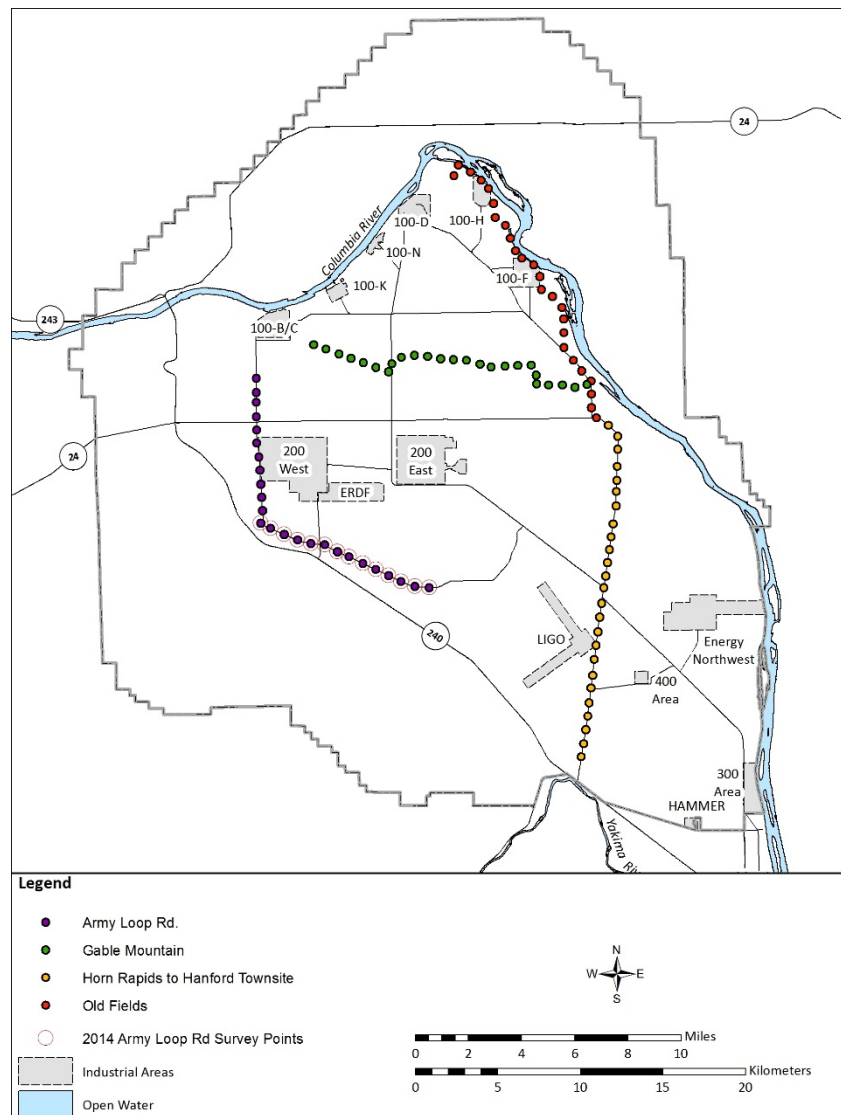 24
Columbia River
100-H
100-D
100-N
100-F
100-K
243
100-B/C
24
200
West
200
East
ERDF
LIGO
240
Energy
Northwest
400
Area
300
Area
HAMMER
Legend
Army Loop Rd.
Gable Mountain
Horn Rapids to Hanford Townsite
Old Fields
2014 Army Loop Rd Survey Points
Industrial Areas
Open Water
N
W E
S
Miles
0 2 4 6 8 10
Kilometers
0 5 10 15 20
Yakima